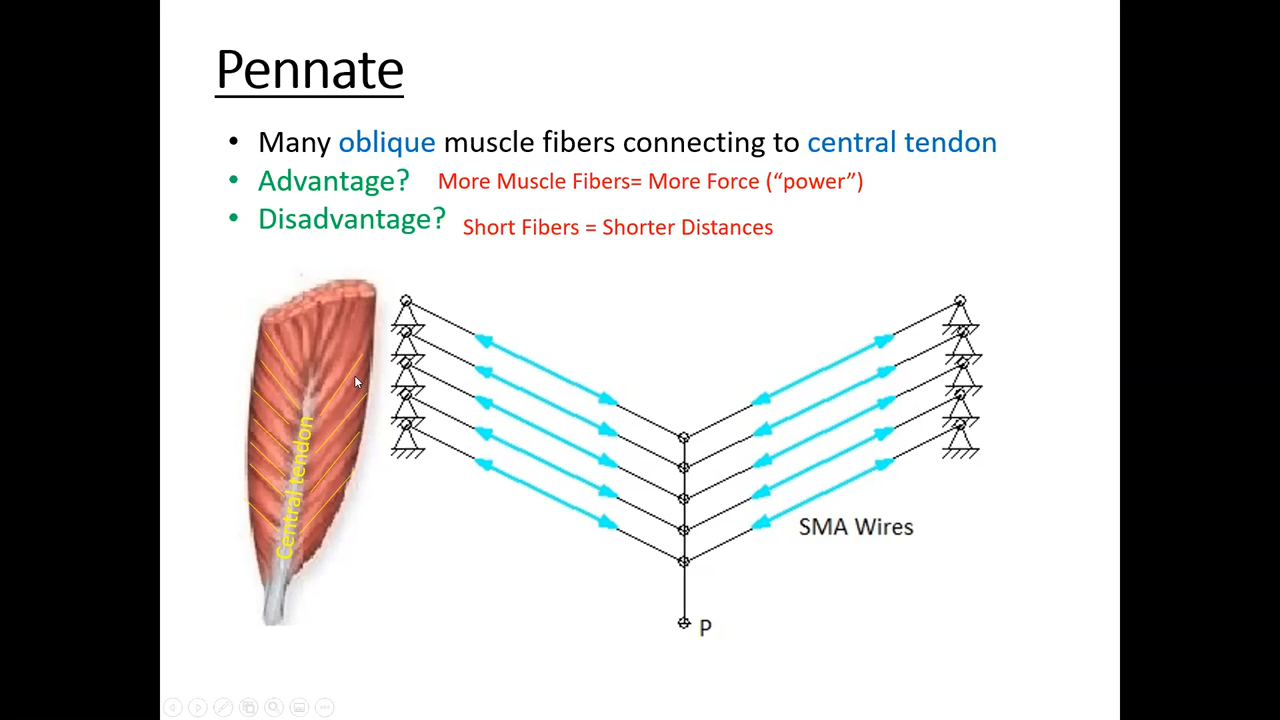 Pennate
• Many oblique muscle fibers connecting to central tendon
• Advantage? More Muscle Fibers= More Force (“power”)
• Disadvantage? Short Fibers = Shorter Distances
Central tendon
SMA Wires
P